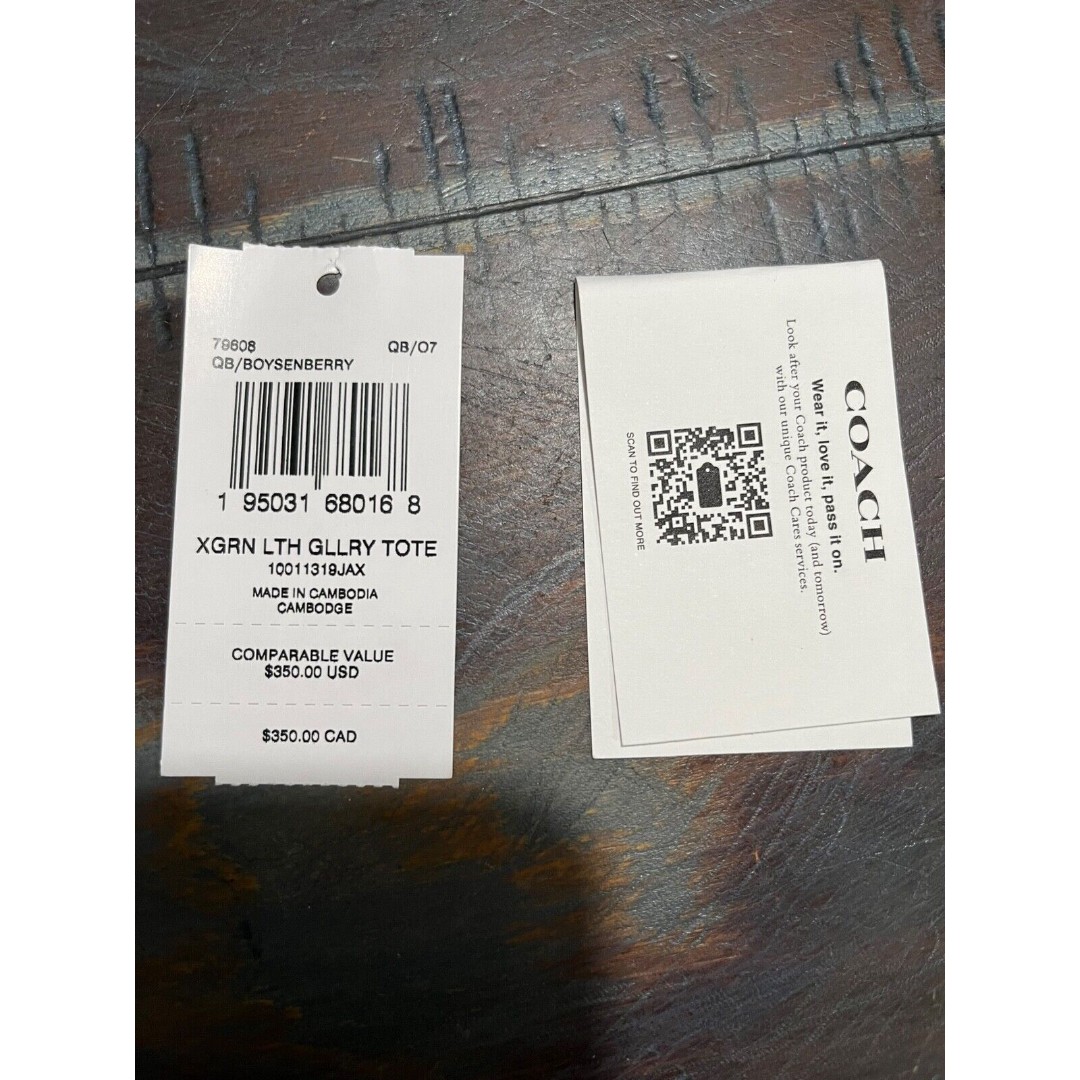 79608 QB/O7
QB/BOYSENBERRY
1 95031 68016 8
XGRN LTH GLLRY TOTE
10011319JAX
MADE IN CAMBODIA
CAMBODGE
COMPARABLE VALUE
$350.00 USD
$350.00 CAD
COACH
Wear it, love it, pass it on.
Look after your Coach product today (and tomorrow)
with our unique Coach Cares services.
SCAN TO FIND OUT MORE